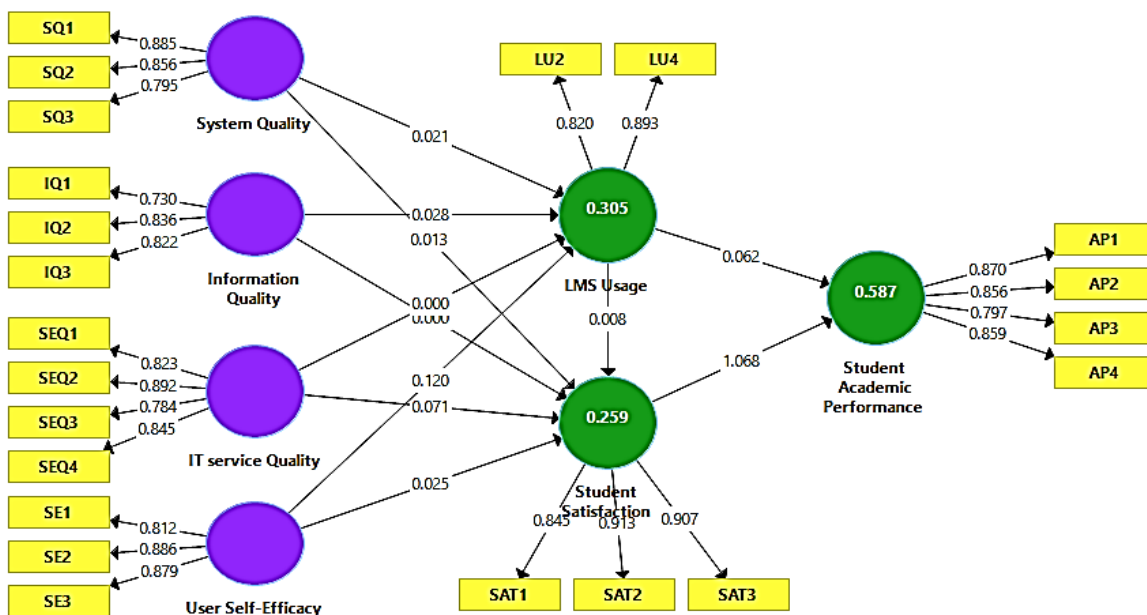 SQ1
SQ2
SQ3
0.885
0.856
0.795
System Quality
IQ1
IQ2
IQ3
0.730
0.836
0.822
Information
Quality
SEQ1
SEQ2
SEQ3
SEQ4
0.823
0.892
0.784
0.845
IT service Quality
SE1
SE2
SE3
0.812
0.886
0.879
User Self-Efficacy
0.021
0.028
0.013
0.000
0.000
0.120
0.071
0.025
LU2
LU4
0.820
0.893
0.305
LMS Usage
0.008
0.259
Student
Satisfaction
0.845
0.913
0.907
SAT1
SAT2
SAT3
0.062
1.068
0.587
Student
Academic
Performance
0.870
0.856
0.797
0.859
AP1
AP2
AP3
AP4